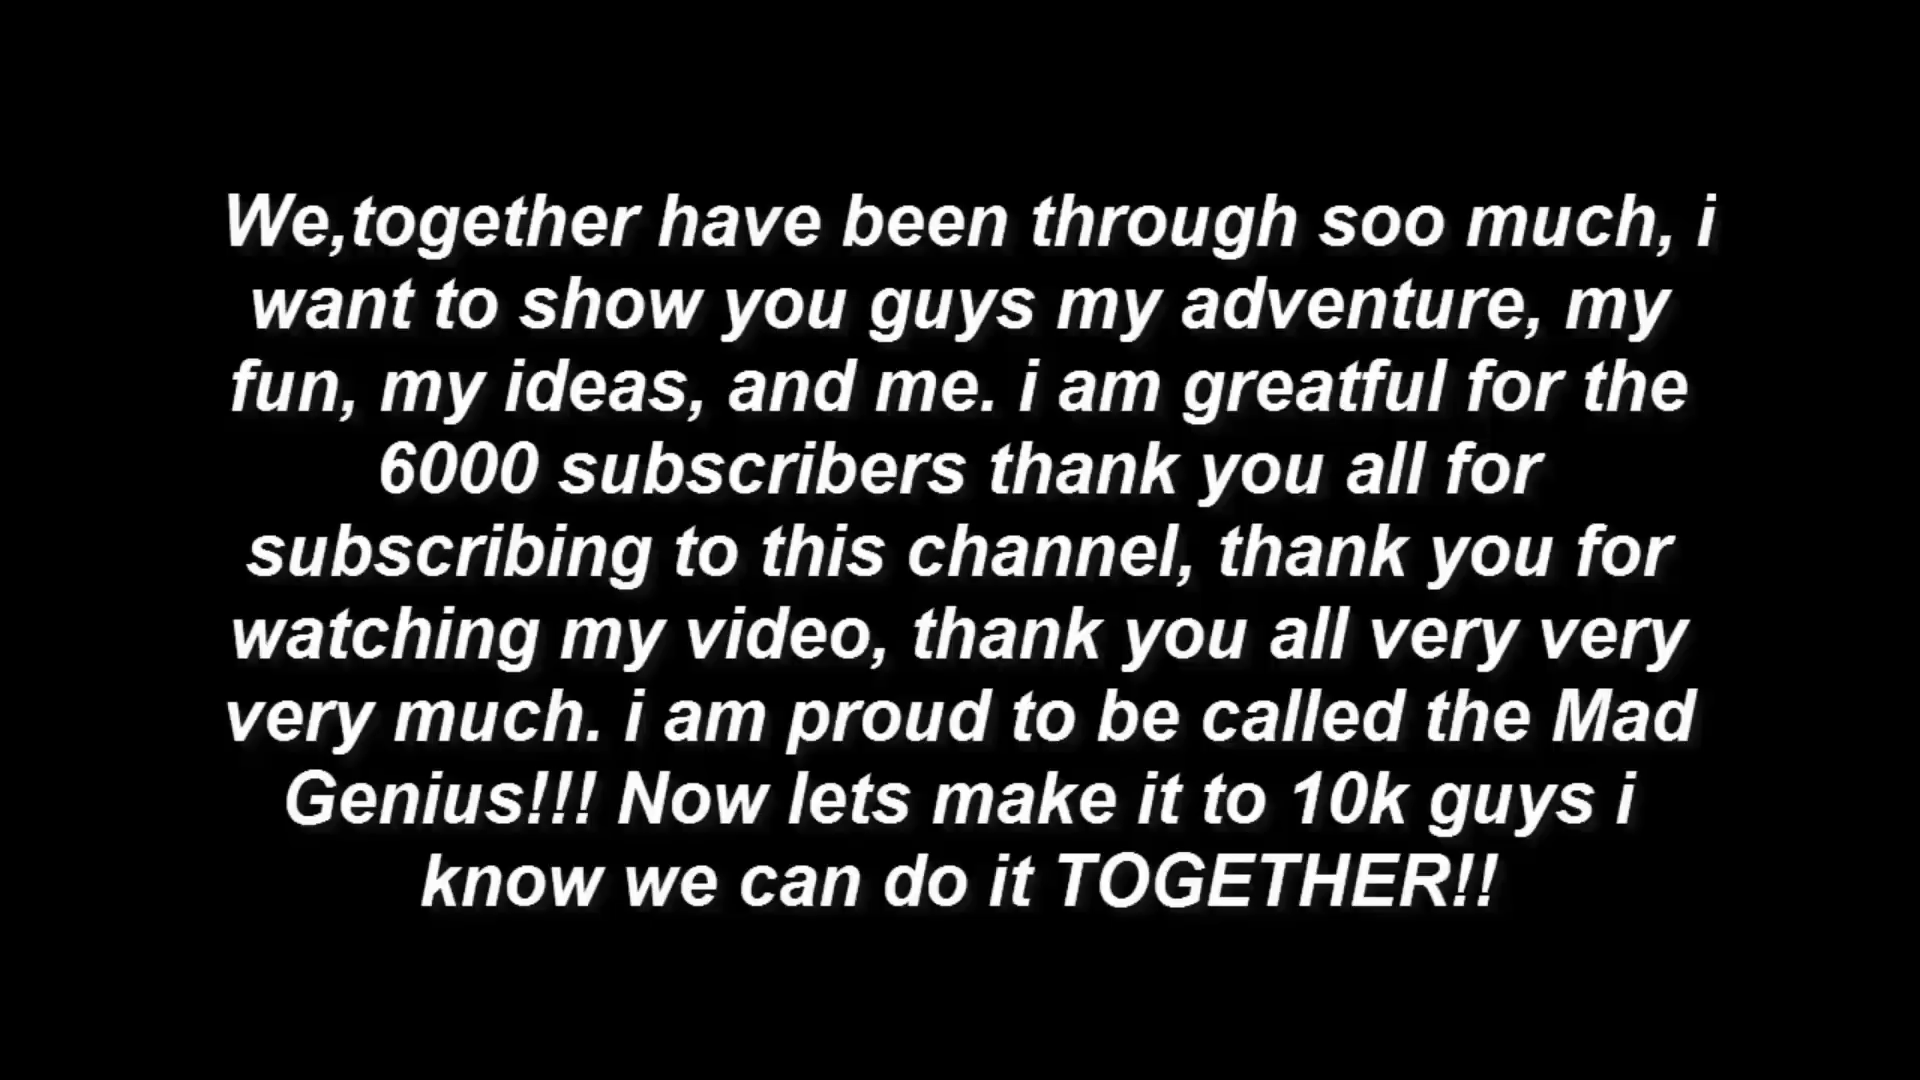 We,together have been through soo much, i
want to show you guys my adventure, my
fun, my ideas, and me. i am greatful for the
6000 subscribers thank you all for
subscribing to this channel, thank you for
watching my video, thank you all very very
very much. i am proud to be called the Mad
Genius!!! Now lets make it to 10k guys i
know we can do it TOGETHER!!